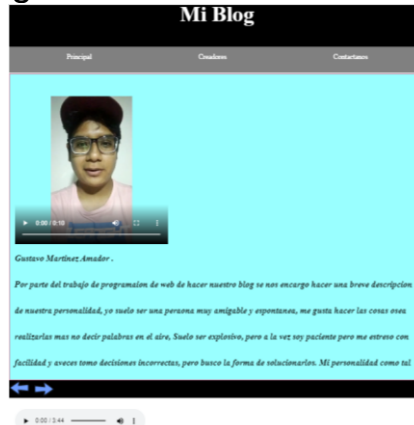 Mi Blog
Principal Creadores Contactanos
0:00 / 0:10
Gustavo Martinez Amador .
Por parte del trabajo de programaion de web de hacer nuestro blog se nos encargo hacer una breve descripcion
de nuestra personalidad, yo suelo ser una persona muy amigable y espontanea, me gusta hacer las cosas osea
realizarlas mas no decir palabras en el aire, Suelo ser explosivo, pero a la vez soy paciente pero me estreso con
facilidad y aveces tomo decisiones incorrectas, pero busco la forma de solucionarlos. Mi personalidad como tal
0:00 / 3:44